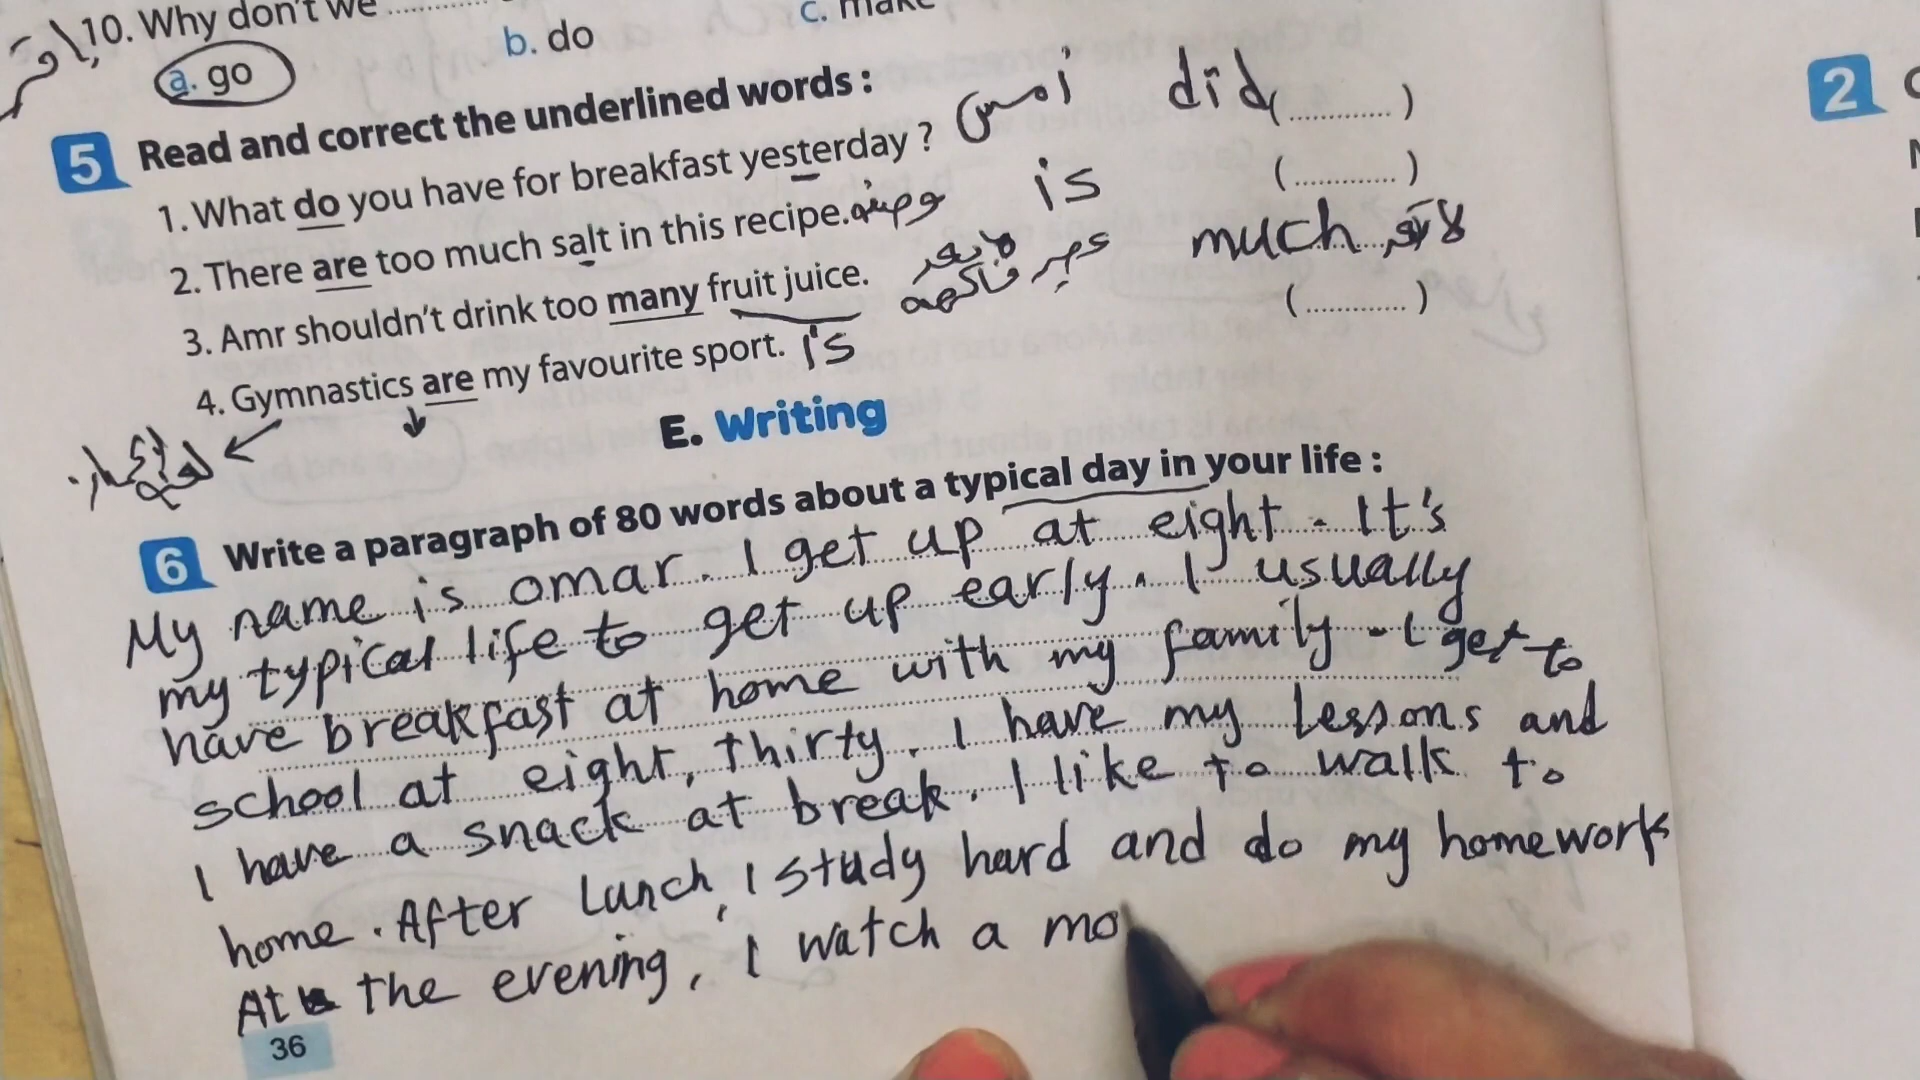 10. Why don't we ............
a. go
b. do
c. make
5 Read and correct the underlined words :
1. What do you have for breakfast yesterday ? امس did (............)
2. There are too much salt in this recipe. وصفه is (............)
3. Amr shouldn't drink too many fruit juice. عصير فاكهه much لا يعد
4. Gymnastics are my favourite sport. is (............)
E. Writing
6 Write a paragraph of 80 words about a typical day in your life :
My name is omar. I get up at eight. It's
my typical life to get up early. I usually
have breakfast at home with my family. I get to
school at eight, thirty. I have my lessons and
I have a snack at break. I like to walk to
home. After lunch, I study hard and do my homework
At the evening, I watch a mo
36
2